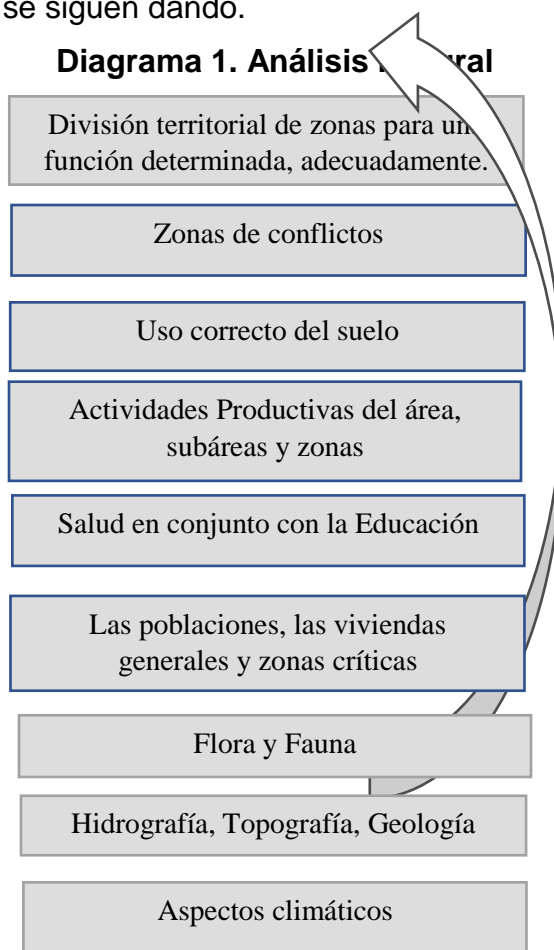 se siguen dando.
Diagrama 1. Análisis
División territorial de zonas para
función determinada, adecuadamente.
Zonas de conflictos
Uso correcto del suelo
Actividades Productivas del área,
subáreas y zonas
Salud en conjunto con la Educación
Las poblaciones, las viviendas
generales y zonas críticas
Flora y Fauna
Hidrografía, Topografía, Geología
Aspectos climáticos